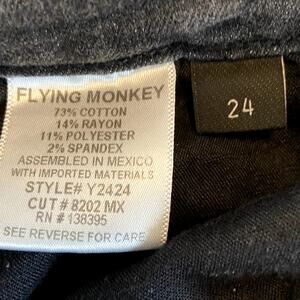 FLYING MONKEY
73% COTTON
14% RAYON
11% POLYESTER
2% SPANDEX
ASSEMBLED IN MEXICO
WITH IMPORTED MATERIALS
STYLE# Y2424
CUT # 8202 MX
RN # 138395
SEE REVERSE FOR CARE
24